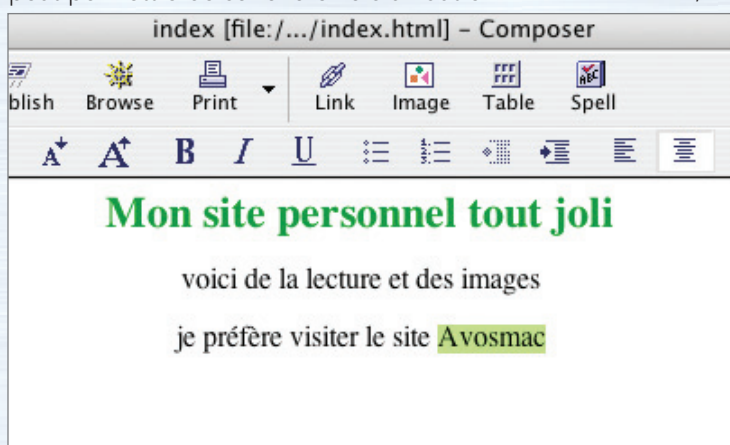 index [file:/.../index.html] – Composer
blish Browse Print Link Image Table Spell
A A B I U
Mon site personnel tout joli
voici de la lecture et des images
je préfère visiter le site Avosmac